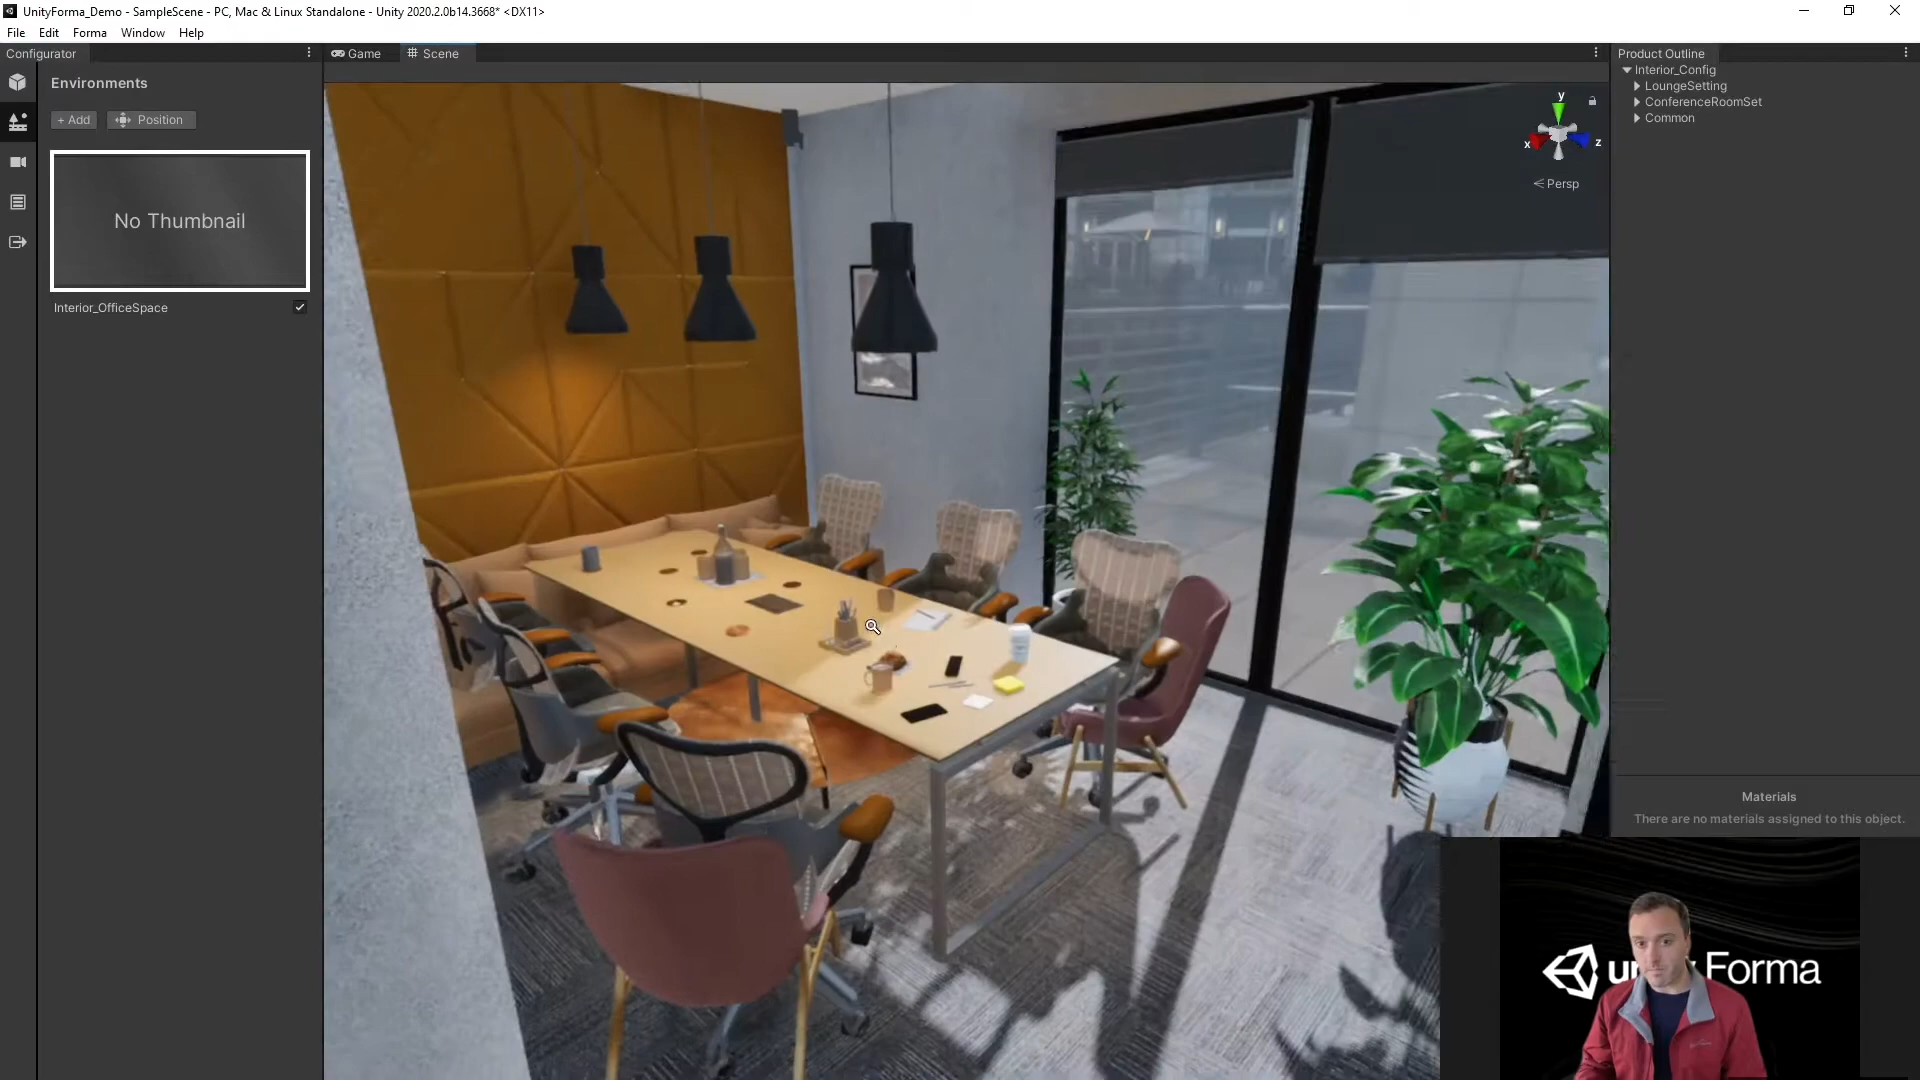 UnityForma_Demo - SampleScene - PC, Mac & Linux Standalone - Unity 2020.2.0b14.3668* <DX11>
File Edit Forma Window Help
Configurator
Game
Scene
Product Outline
Environments
+ Add
Position
No Thumbnail
Interior_OfficeSpace
y
x
z
Persp
Interior_Config
LoungeSetting
ConferenceRoomSet
Common
Materials
There are no materials assigned to this object.
Forma